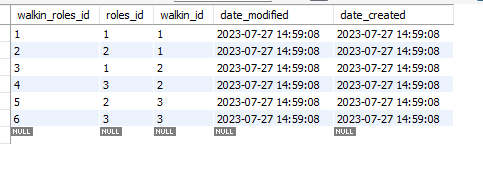 walkin_roles_id roles_id walkin_id date_modified date_created
1 1 1 2023-07-27 14:59:08 2023-07-27 14:59:08
2 2 1 2023-07-27 14:59:08 2023-07-27 14:59:08
3 1 2 2023-07-27 14:59:08 2023-07-27 14:59:08
4 3 2 2023-07-27 14:59:08 2023-07-27 14:59:08
5 2 3 2023-07-27 14:59:08 2023-07-27 14:59:08
6 3 3 2023-07-27 14:59:08 2023-07-27 14:59:08
NULL NULL NULL NULL NULL